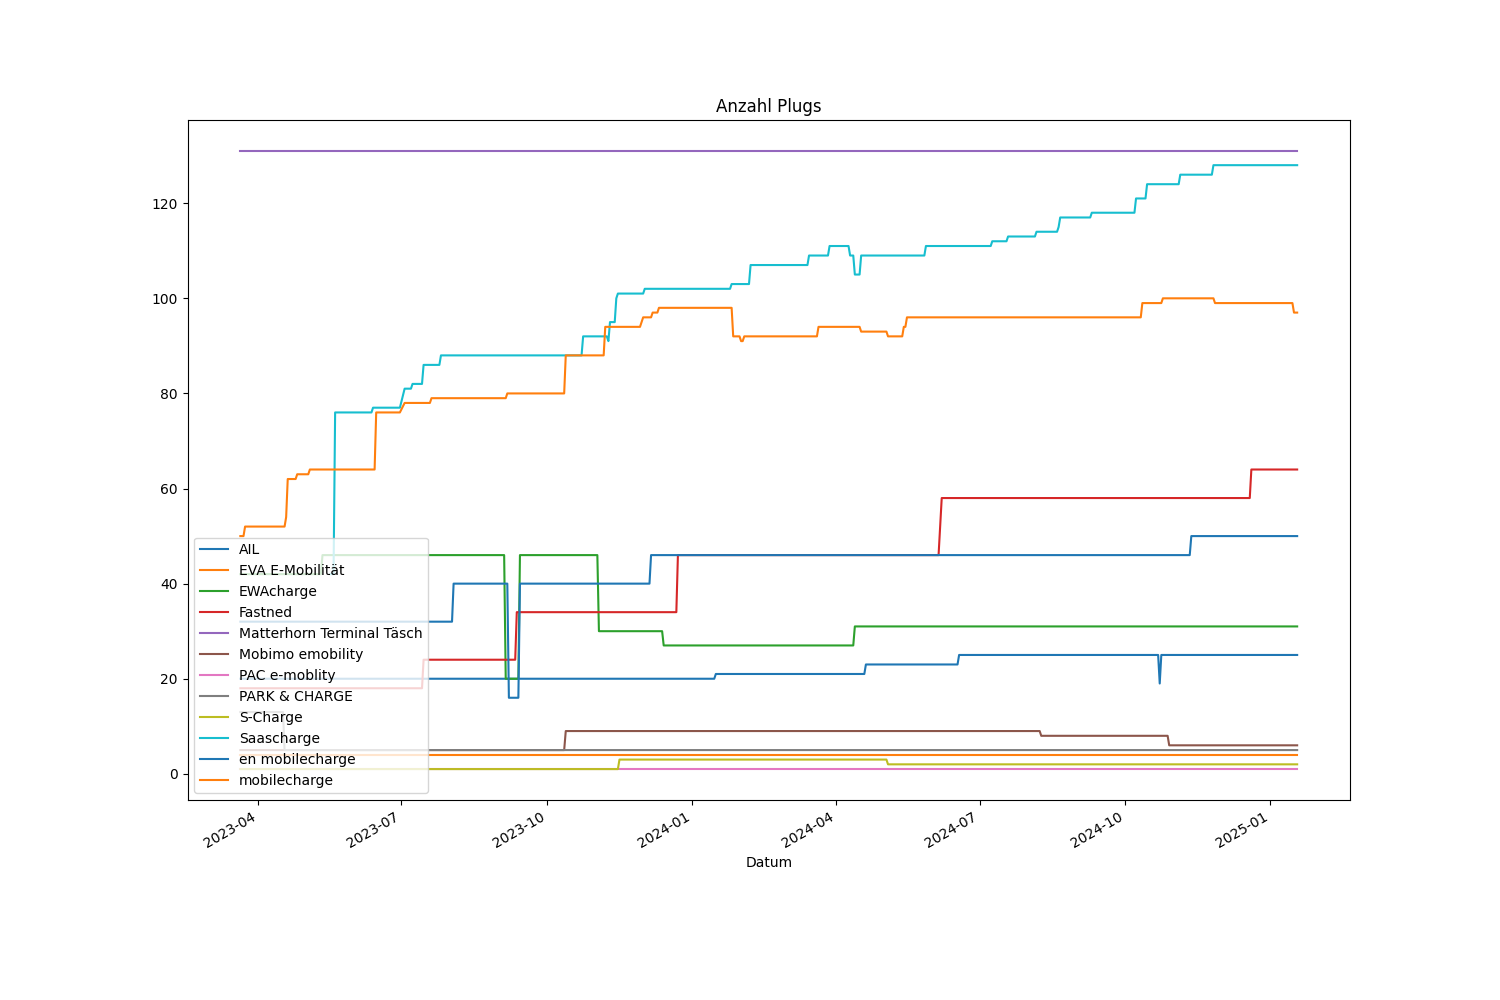 Anzahl Plugs
120
100
80
60
40
20
0
AIL
EVA E-Mobilität
EWAcharge
Fastned
Matterhorn Terminal Täsch
Mobimo emobility
PAC e-moblity
PARK & CHARGE
S-Charge
Saascharge
en mobilecharge
mobilecharge
2023-04
2023-07
2023-10
2024-01
2024-04
2024-07
2024-10
2025-01
Datum